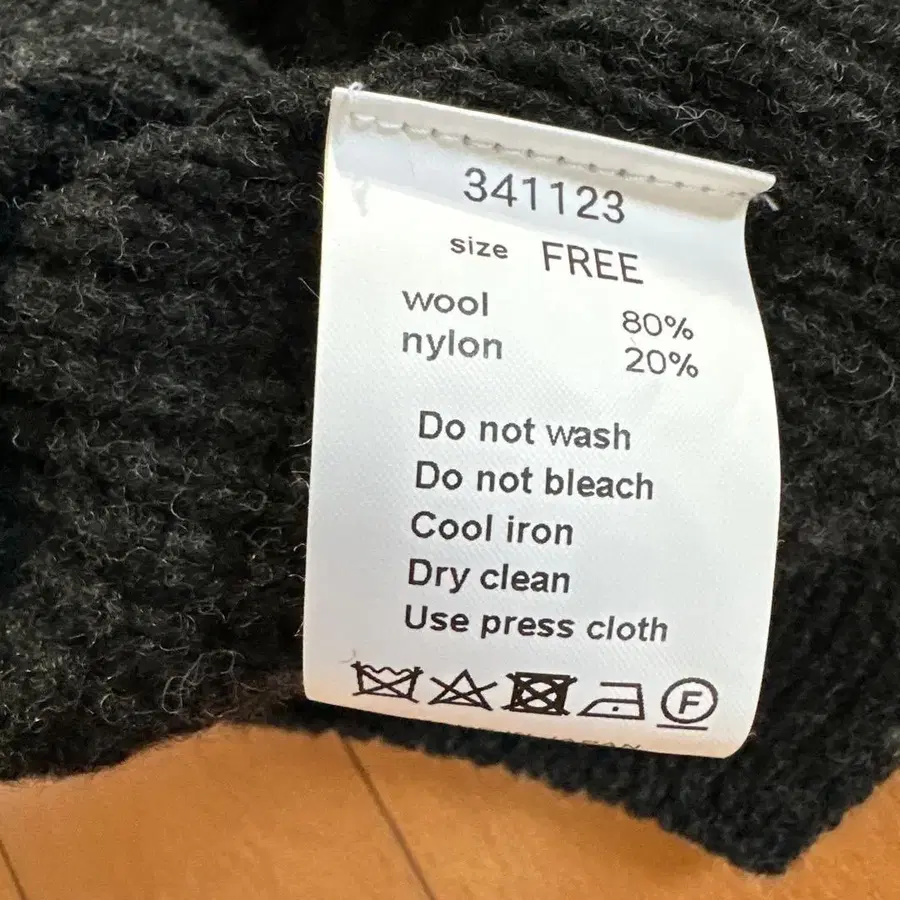 341123
size FREE
wool 80%
nylon 20%
Do not wash
Do not bleach
Cool iron
Dry clean
Use press cloth
F